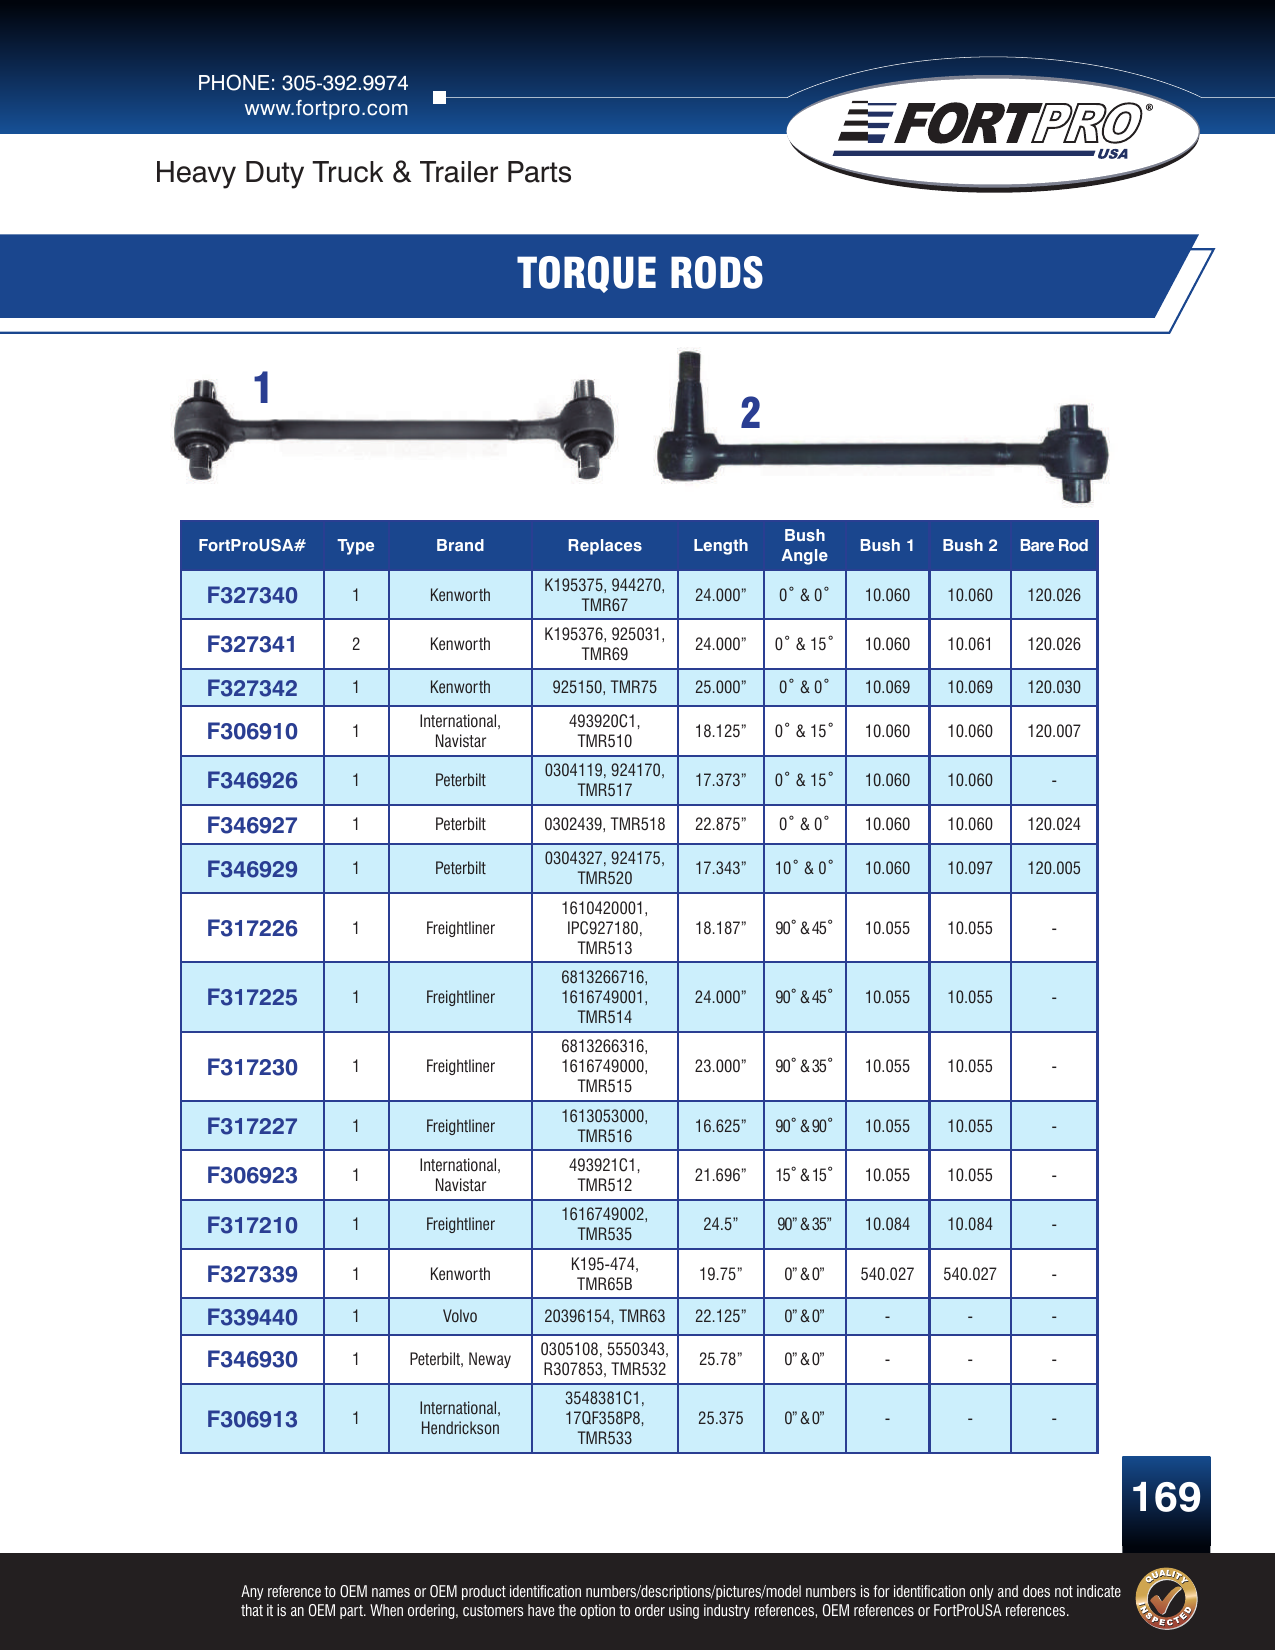 PHONE: 305-392.9974
www.fortpro.com
FORTPRO®
USA
Heavy Duty Truck & Trailer Parts
TORQUE RODS
1
2
FortProUSA# Type Brand Replaces Length Bush Angle Bush 1 Bush 2 Bare Rod
F327340 1 Kenworth K195375, 944270, TMR67 24.000” 0˚ & 0˚ 10.060 10.060 120.026
F327341 2 Kenworth K195376, 925031, TMR69 24.000” 0˚ & 15˚ 10.060 10.061 120.026
F327342 1 Kenworth 925150, TMR75 25.000” 0˚ & 0˚ 10.069 10.069 120.030
F306910 1 International, Navistar 493920C1, TMR510 18.125” 0˚ & 15˚ 10.060 10.060 120.007
F346926 1 Peterbilt 0304119, 924170, TMR517 17.373” 0˚ & 15˚ 10.060 10.060 -
F346927 1 Peterbilt 0302439, TMR518 22.875” 0˚ & 0˚ 10.060 10.060 120.024
F346929 1 Peterbilt 0304327, 924175, TMR520 17.343” 10˚ & 0˚ 10.060 10.097 120.005
F317226 1 Freightliner 1610420001, IPC927180, TMR513 18.187” 90˚ & 45˚ 10.055 10.055 -
F317225 1 Freightliner 6813266716, 1616749001, TMR514 24.000” 90˚ & 45˚ 10.055 10.055 -
F317230 1 Freightliner 6813266316, 1616749000, TMR515 23.000” 90˚ & 35˚ 10.055 10.055 -
F317227 1 Freightliner 1613053000, TMR516 16.625” 90˚ & 90˚ 10.055 10.055 -
F306923 1 International, Navistar 493921C1, TMR512 21.696” 15˚ & 15˚ 10.055 10.055 -
F317210 1 Freightliner 1616749002, TMR535 24.5” 90” & 35” 10.084 10.084 -
F327339 1 Kenworth K195-474, TMR65B 19.75” 0” & 0” 540.027 540.027 -
F339440 1 Volvo 20396154, TMR63 22.125” 0” & 0” - - -
F346930 1 Peterbilt, Neway 0305108, 5550343, R307853, TMR532 25.78” 0” & 0” - - -
F306913 1 International, Hendrickson 3548381C1, 17QF358P8, TMR533 25.375 0” & 0” - - -
169
Any reference to OEM names or OEM product identification numbers/descriptions/pictures/model numbers is for identification only and does not indicate
that it is an OEM part. When ordering, customers have the option to order using industry references, OEM references or FortProUSA references.
QUALITY
INSPECTED